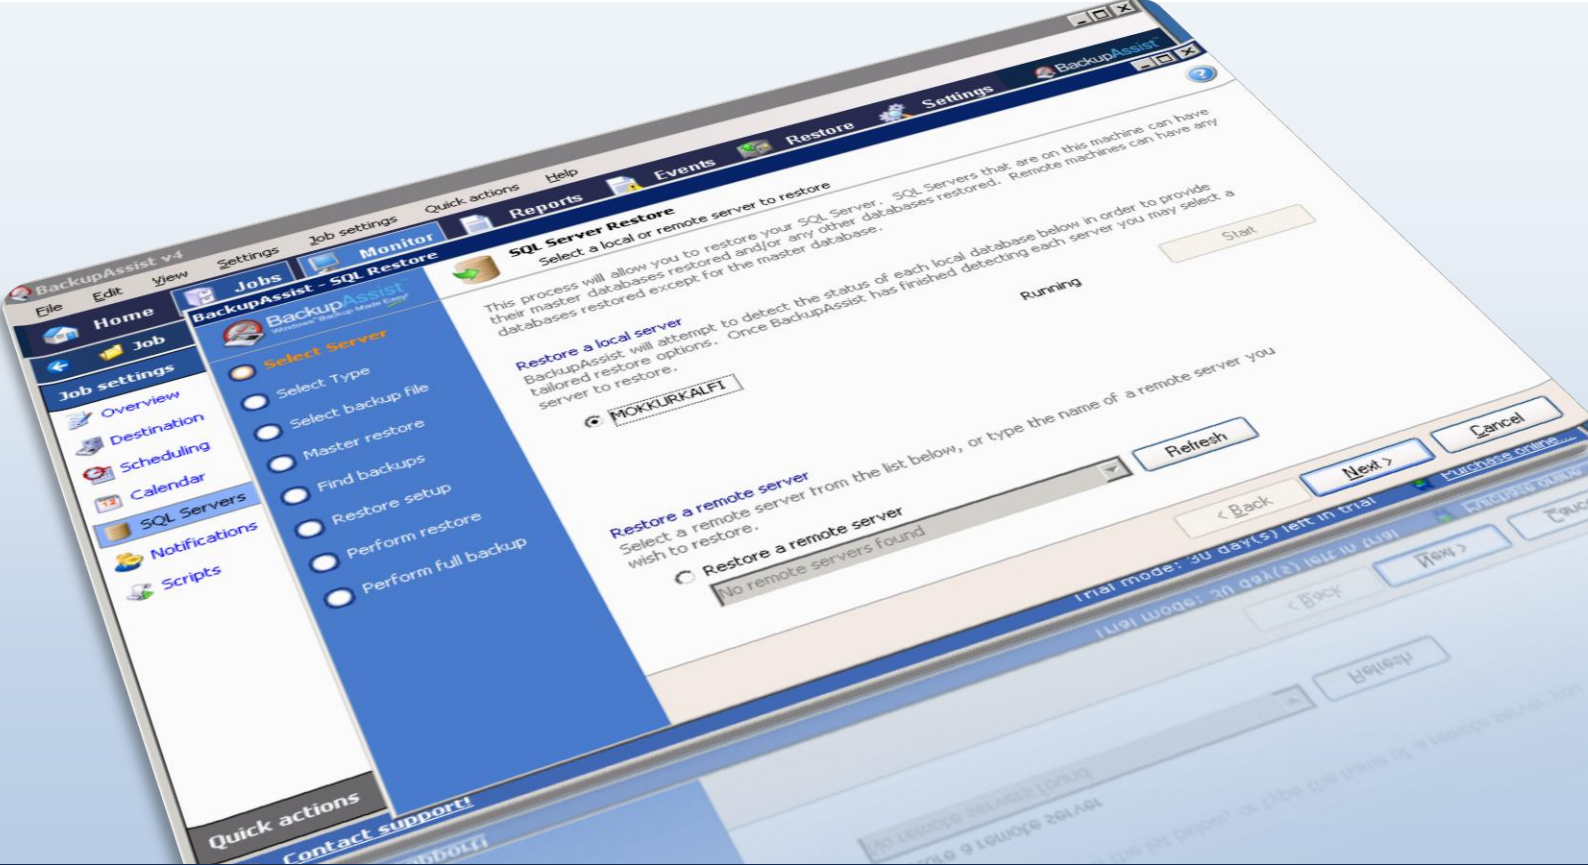 BackupAssist v4
File Edit View Settings Job settings Quick actions Help
Home Jobs Monitor Reports Events Restore Settings BackupAssist
Job
Job settings
Overview
Destination
Scheduling
Calendar
SQL Servers
Notifications
Scripts
Quick actions
Contact support!
BackupAssist - SQL Restore
BackupAssist
Windows Backup Made Easy
Select Server
Select Type
Select backup file
Master restore
Find backups
Restore setup
Perform restore
Perform full backup
SQL Server Restore
Select a local or remote server to restore
This process will allow you to restore your SQL Server. SQL Servers that are on this machine can have
their master databases restored and/or any other databases restored. Remote machines can have any
databases restored except for the master database.
Restore a local server
BackupAssist will attempt to detect the status of each local database below in order to provide
tailored restore options. Once BackupAssist has finished detecting each server you may select a
server to restore.
MOKKURKALFI Running Start
Restore a remote server
Select a remote server from the list below, or type the name of a remote server you
wish to restore.
Restore a remote server
No remote servers found Refresh
< Back Next > Cancel
Trial mode: 30 day(s) left in trial Purchase online...